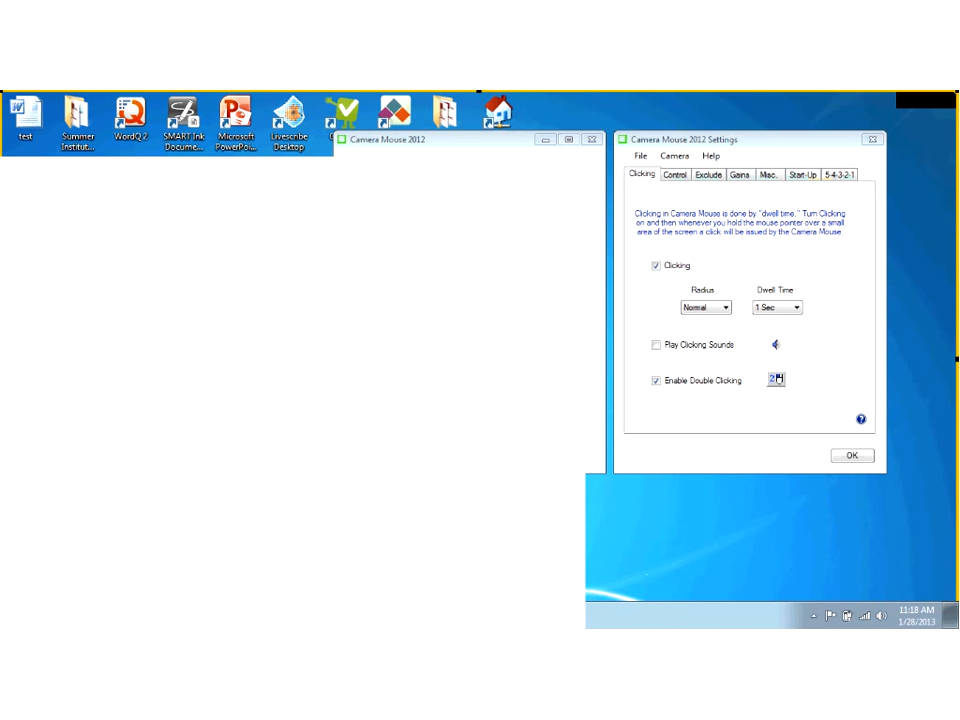 test
Summer Institut...
WordQ 2
SMART Ink Docume...
Microsoft PowerPoi...
Livescribe Desktop
Camera Mouse 2012
Camera Mouse 2012 Settings
File Camera Help
Clicking Control Exclude Gains Misc. Start-Up 5-4-3-2-1
Clicking in Camera Mouse is done by "dwell time." Turn Clicking
on and then whenever you hold the mouse pointer over a small
area of the screen a click will be issued by the Camera Mouse
Clicking
Radius Dwell Time
Normal 1 Sec
Play Clicking Sounds
Enable Double Clicking
2
OK
11:18 AM
1/28/2013